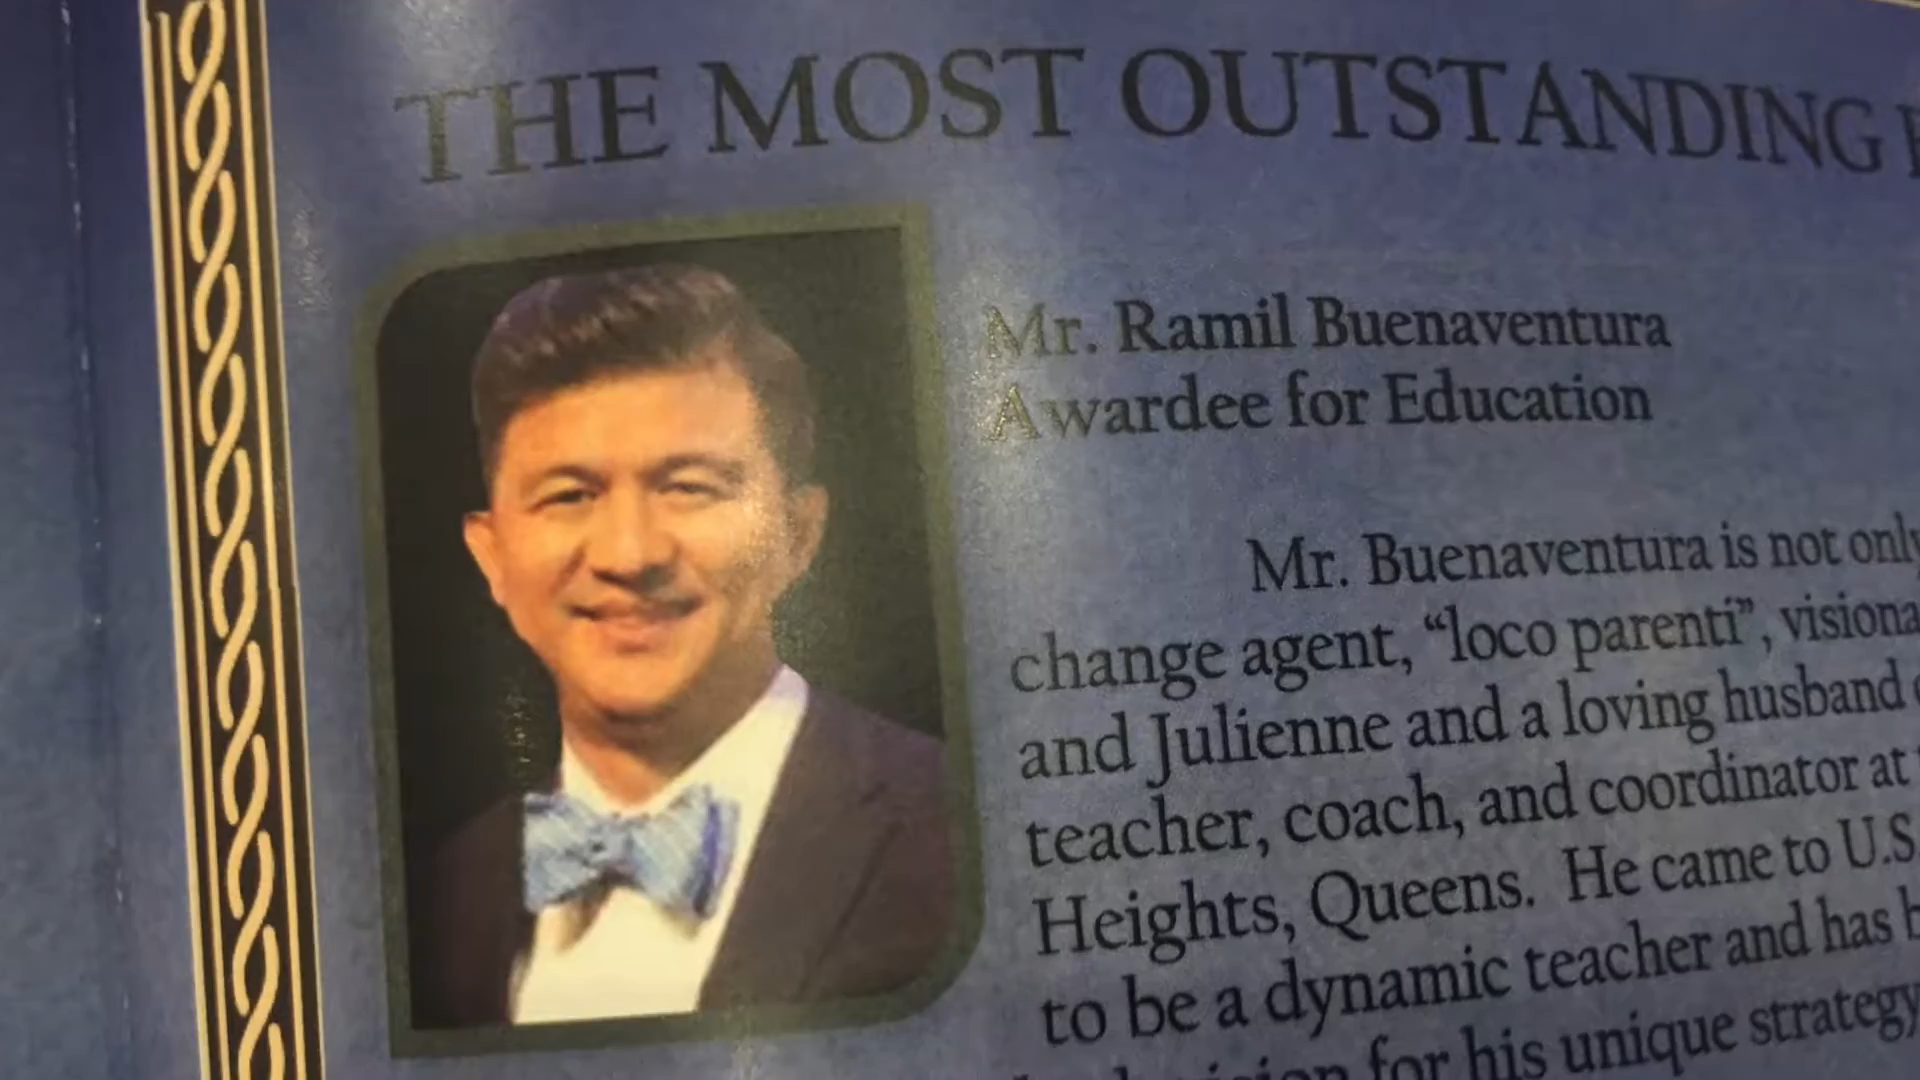 THE MOST OUTSTANDING
Mr. Ramil Buenaventura
Awardee for Education
Mr. Buenaventura is not only
change agent, “loco parenti”,
and Julienne and a loving husband
teacher, coach, and coordinator at
Heights, Queens. He came to U.S.
to be a dynamic teacher and has
for his unique strategy